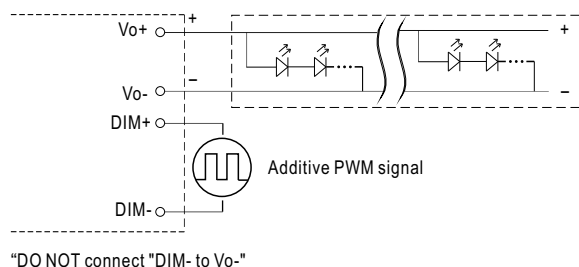 Vo+
+
+
Vo-
–
–
DIM+
Additive PWM signal
DIM-
“DO NOT connect "DIM- to Vo-"